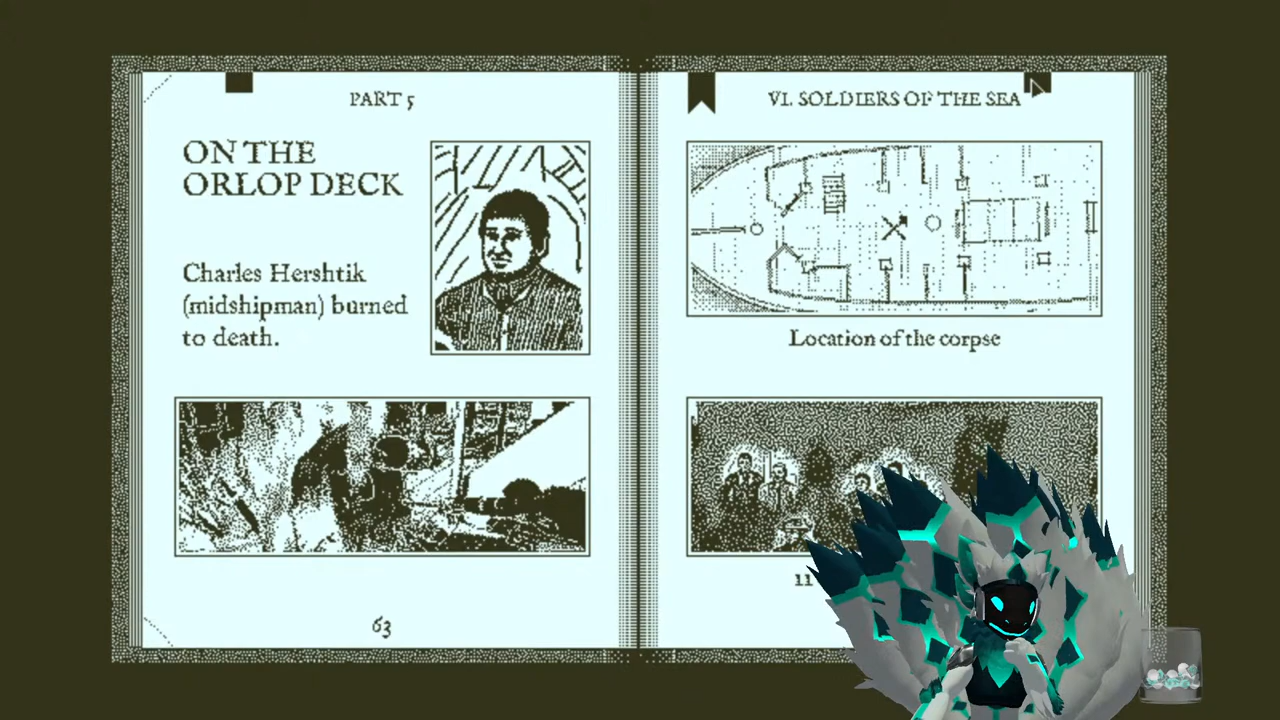 PART 5
ON THE
ORLOP DECK
Charles Hershtik
(midshipman) burned
to death.
63
VI. SOLDIERS OF THE SEA
Location of the corpse
11